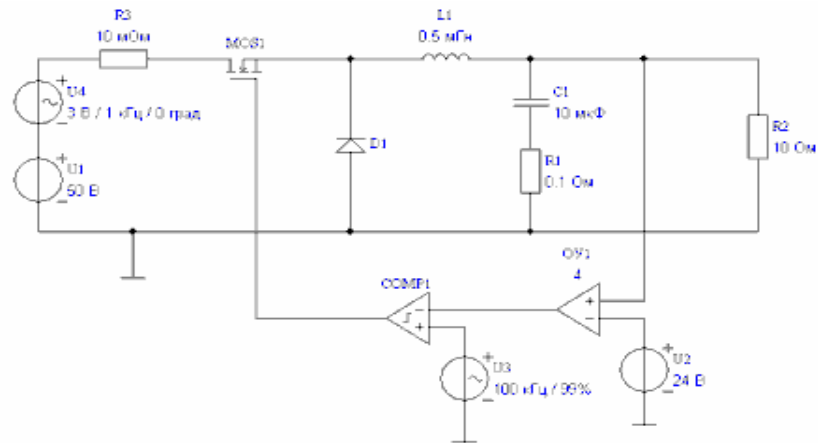 R3
10 мОм
MOS1
L1
0.5 мГн
U4
3 В / 1 кГц / 0 град
C1
10 мкФ
R2
10 Ом
D1
R1
0.1 Ом
U1
60 В
ОУ1
4
COMP1
U3
100 кГц / 99%
U2
24 В